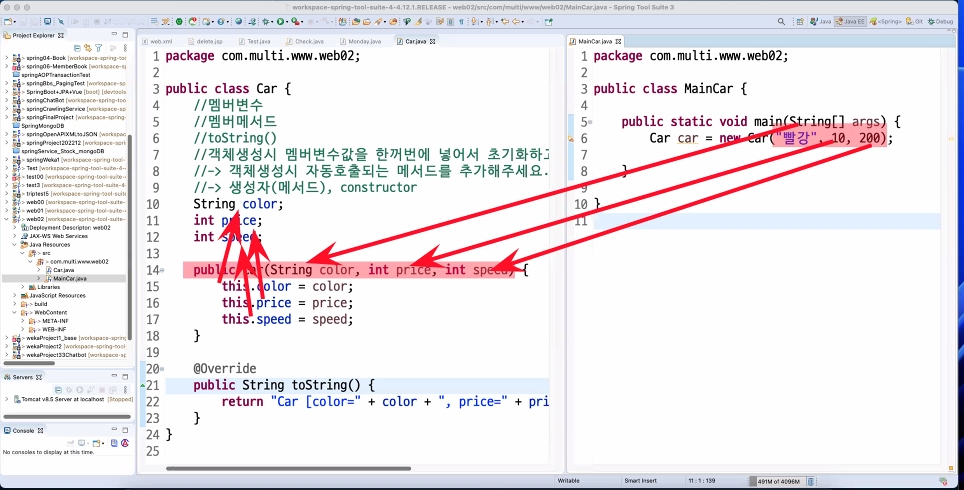 workspace-spring-tool-suite-4-4.12.1.RELEASE - web02/src/com/multi/www/web02/MainCar.java - Spring Tool Suite 3
Java
Java EE
<Spring>
Git
Debug
Project Explorer
spring04-Book [workspace-spring-tool-
spring06-MemberBook [workspace-sp
springAOPTransactionTest
springBbs_PagingTest [workspace-sp
SpringBoot+JPA+Vue [boot] [devtools
springChatBot [workspace-spring-too
springCrawlingService [workspace-spr
springFinalProject [workspace-spring-
SpringMongoDB
springOpenAPIXMLtoJSON [workspa
springProject202212 [workspace-spri
springService_Stock_mongoDB
springWeka1 [workspace-spring-tool-
Test [workspace-spring-tool-suite-4-
test00 [workspace-spring-tool-suite-
test3 [workspace-spring-tool-suite-4-
triptest5 [workspace-spring-tool-suite
web00 [workspace-spring-tool-suite-
web01 [workspace-spring-tool-suite-4
web02 [workspace-spring-tool-suite-
Deployment Descriptor: web02
JAX-WS Web Services
Java Resources
src
com.multi.www.web02
Car.java
MainCar.java
Libraries
JavaScript Resources
build
WebContent
META-INF
WEB-INF
wekaProject1_base [workspace-spring
wekaProject2 [workspace-spring-tool-
wekaProject33Chatbot [workspace-sp
Servers
Tomcat v8.5 Server at localhost [Stopped]
Console
No consoles to display at this time.
web.xml
delete.jsp
Test.java
Check.java
Monday.java
Car.java
1 package com.multi.www.web02;
2
3 public class Car {
4 //멤버변수
5 //멤버메서드
6 //toString()
7 //객체생성시 멤버변수값을 한꺼번에 넣어서 초기화하고
8 //-> 객체생성시 자동호출되는 메서드를 추가해주세요.
9 //-> 생성자(메서드), constructor
10 String color;
11 int price;
12 int speed;
13
14 public Car(String color, int price, int speed) {
15 this.color = color;
16 this.price = price;
17 this.speed = speed;
18 }
19
20 @Override
21 public String toString() {
22 return "Car [color=" + color + ", price=" + pri
23 }
24 }
25
MainCar.java
1 package com.multi.www.web02;
2
3 public class MainCar {
4
5 public static void main(String[] args) {
6 Car car = new Car("빨강", 10, 200);
7
8 }
9
10 }
11
Writable
Smart Insert
11 : 1 : 139
491M of 4096M